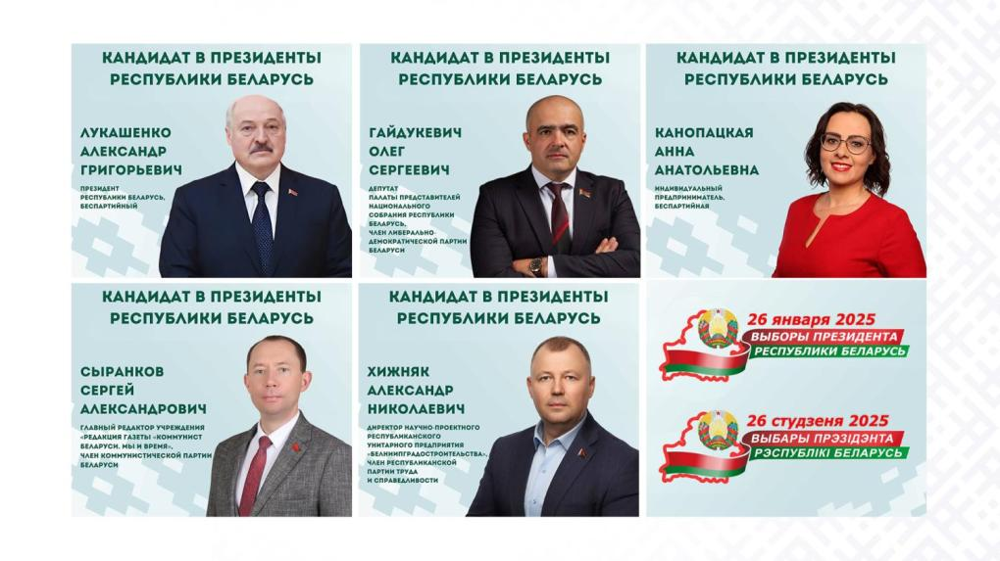 КАНДИДАТ В ПРЕЗИДЕНТЫ
РЕСПУБЛИКИ БЕЛАРУСЬ
ЛУКАШЕНКО
АЛЕКСАНДР
ГРИГОРЬЕВИЧ
ПРЕЗИДЕНТ
РЕСПУБЛИКИ БЕЛАРУСЬ,
БЕСПАРТИЙНЫЙ
КАНДИДАТ В ПРЕЗИДЕНТЫ
РЕСПУБЛИКИ БЕЛАРУСЬ
ГАЙДУКЕВИЧ
ОЛЕГ
СЕРГЕЕВИЧ
ДЕПУТАТ
ПАЛАТЫ ПРЕДСТАВИТЕЛЕЙ
НАЦИОНАЛЬНОГО
СОБРАНИЯ РЕСПУБЛИКИ
БЕЛАРУСЬ,
ЧЛЕН ЛИБЕРАЛЬНО-
ДЕМОКРАТИЧЕСКОЙ ПАРТИИ
БЕЛАРУСИ
КАНДИДАТ В ПРЕЗИДЕНТЫ
РЕСПУБЛИКИ БЕЛАРУСЬ
КАНОПАЦКАЯ
АННА
АНАТОЛЬЕВНА
ИНДИВИДУАЛЬНЫЙ
ПРЕДПРИНИМАТЕЛЬ,
БЕСПАРТИЙНАЯ
КАНДИДАТ В ПРЕЗИДЕНТЫ
РЕСПУБЛИКИ БЕЛАРУСЬ
СЫРАНКОВ
СЕРГЕЙ
АЛЕКСАНДРОВИЧ
ГЛАВНЫЙ РЕДАКТОР УЧРЕЖДЕНИЯ
«РЕДАКЦИЯ ГАЗЕТЫ «КОММУНИСТ
БЕЛАРУСИ. МЫ И ВРЕМЯ»,
ЧЛЕН КОММУНИСТИЧЕСКОЙ ПАРТИИ
БЕЛАРУСИ
КАНДИДАТ В ПРЕЗИДЕНТЫ
РЕСПУБЛИКИ БЕЛАРУСЬ
ХИЖНЯК
АЛЕКСАНДР
НИКОЛАЕВИЧ
ДИРЕКТОР НАУЧНО-ПРОЕКТНОГО
РЕСПУБЛИКАНСКОГО
УНИТАРНОГО ПРЕДПРИЯТИЯ
«БЕЛНИИПГРАДОСТРОИТЕЛЬСТВА»,
ЧЛЕН РЕСПУБЛИКАНСКОЙ
ПАРТИИ ТРУДА
И СПРАВЕДЛИВОСТИ
26 января 2025
ВЫБОРЫ ПРЕЗИДЕНТА
РЕСПУБЛИКИ БЕЛАРУСЬ
26 студзеня 2025
ВЫБАРЫ ПРЭЗІДЭНТА
РЭСПУБЛІКІ БЕЛАРУСЬ